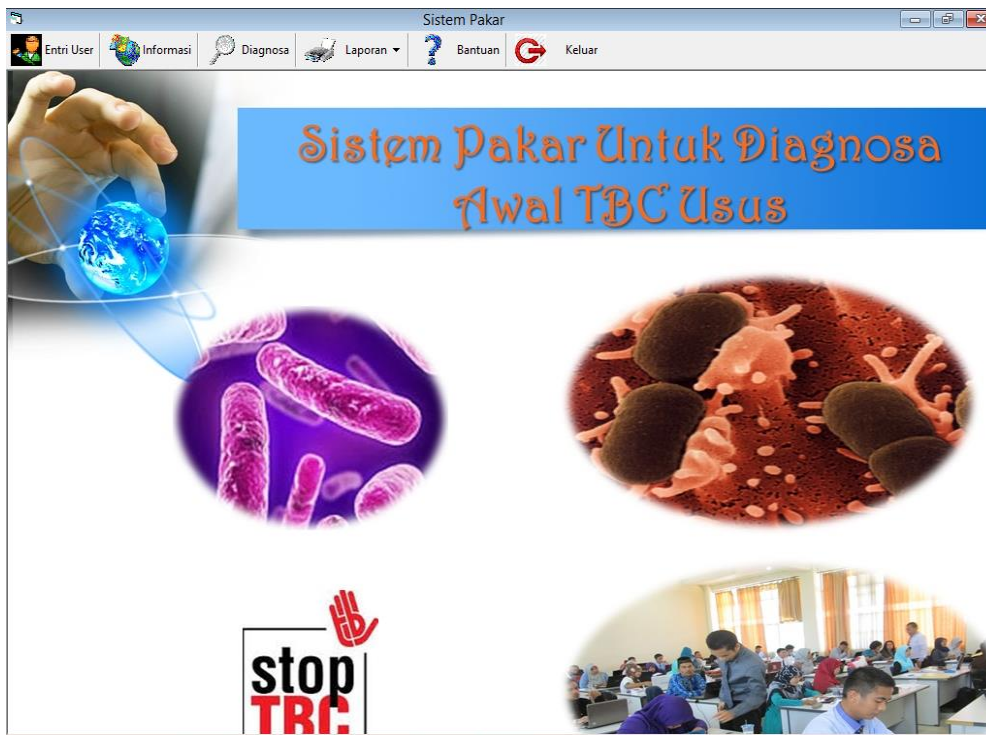 Sistem Pakar
Entri User
Informasi
Diagnosa
Laporan
Bantuan
Keluar
Sistem Pakar Untuk Diagnosa
Awal TBC Usus
stop
TBC